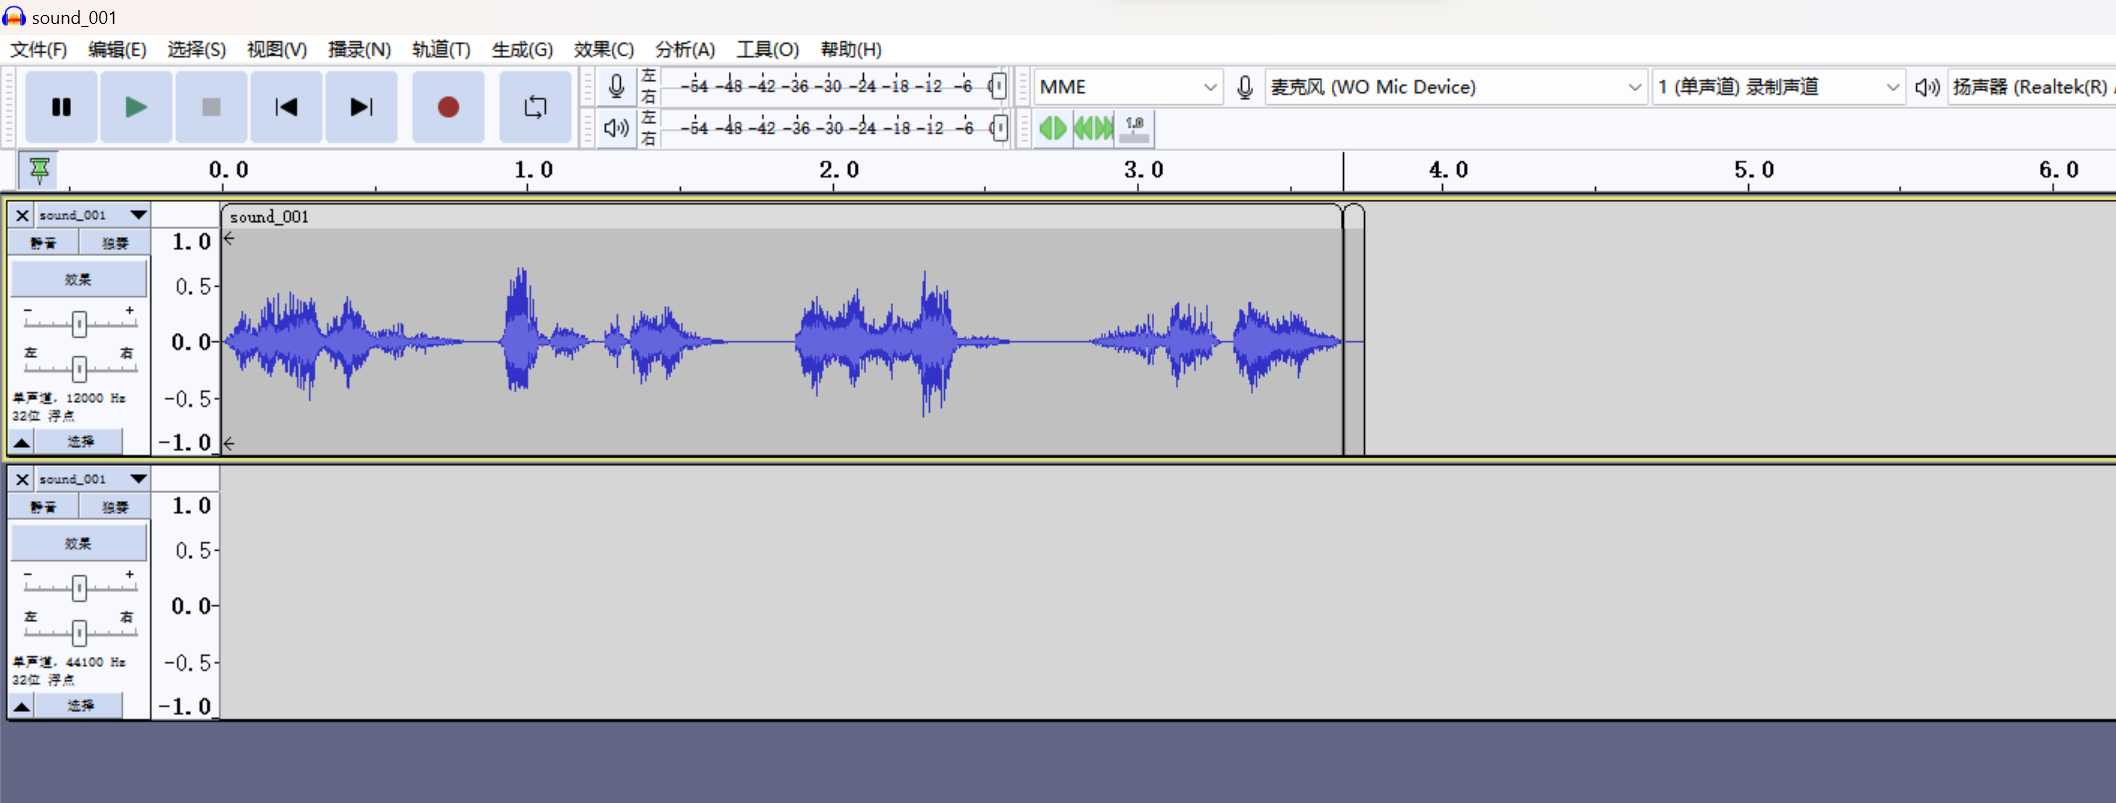 sound_001
文件(F) 编辑(E) 选择(S) 视图(V) 播录(N) 轨道(T) 生成(G) 效果(C) 分析(A) 工具(O) 帮助(H)
左 右 -54 -48 -42 -36 -30 -24 -18 -12 -6 0
MME 麦克风 (WO Mic Device) 1 (单声道) 录制声道 扬声器 (Realtek(R)
左 右 -54 -48 -42 -36 -30 -24 -18 -12 -6 0
1.0
0.0 1.0 2.0 3.0 4.0 5.0 6.0
sound_001
静音 独奏
效果
- +
左 右
单声道, 12000 Hz
32位 浮点
选择
1.0
0.5
0.0
-0.5
-1.0
sound_001
sound_001
静音 独奏
效果
- +
左 右
单声道, 44100 Hz
32位 浮点
选择
1.0
0.5
0.0
-0.5
-1.0